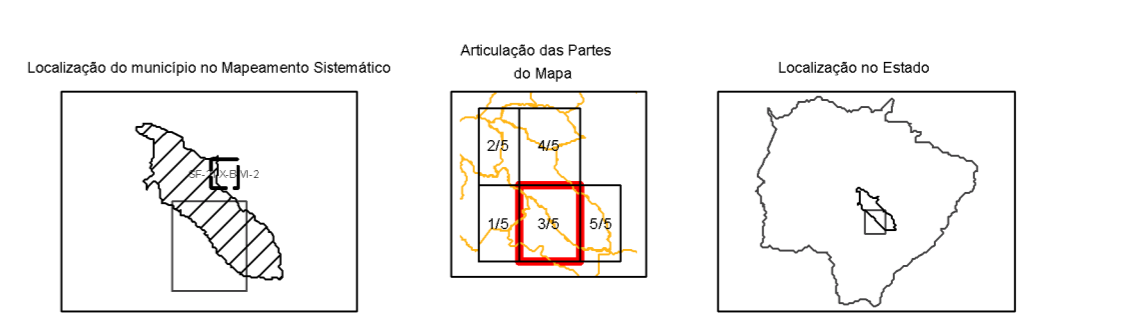 Localização do município no Mapeamento Sistemático
Articulação das Partes
do Mapa
Localização no Estado
2/5
4/5
1/5
3/5
5/5